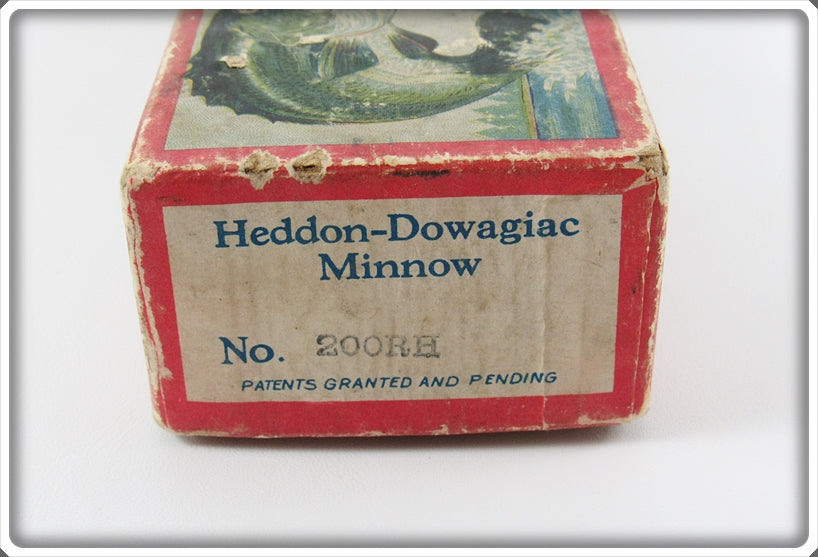 Heddon-Dowagiac
Minnow
No. 200RH
PATENTS GRANTED AND PENDING